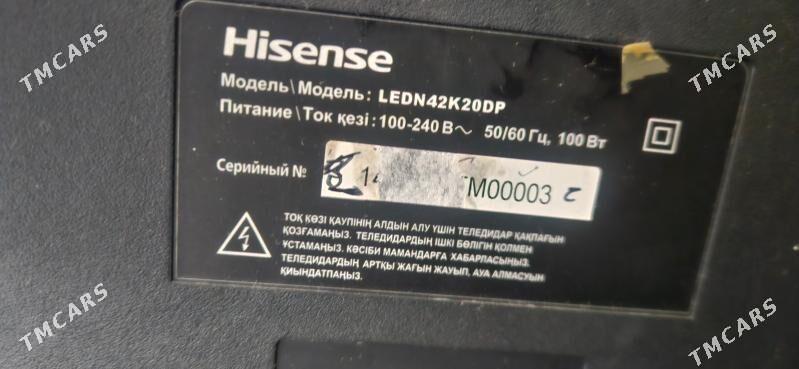 Hisense
Модель\Модель: LEDN42K20DP
Питание\Ток қезі: 100-240 В~ 50/60 Гц, 100 Вт
Серийный № 14 M00003
ТОҚ КӨЗІ ҚАУПІНІҢ АЛДЫН АЛУ ҮШІН ТЕЛЕДИДАР ҚАҚПАҒЫН
ҚОЗҒАМАҢЫЗ. ТЕЛЕДИДАРДЫҢ ІШКІ БӨЛІГІН ҚОЛМЕН
ҰСТАМАҢЫЗ. КӘСІБИ МАМАНДАРҒА ХАБАРЛАСЫҢЫЗ.
ТЕЛЕДИДАРДЫҢ АРТҚЫ ЖАҒЫН ЖАУЫП, АУА АЛМАСУЫН
ҚИЫНДАТПАҢЫЗ.
TMCARS
TMCARS
TMCARS
TMCARS